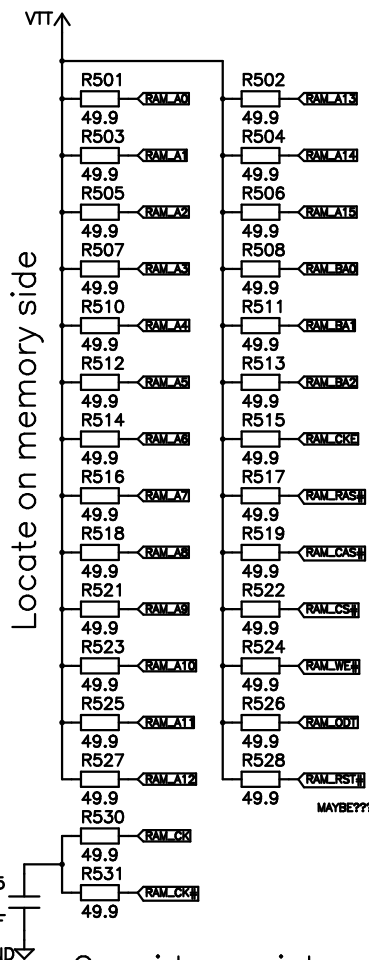 VTT
R501
RAM_A0
49.9
R502
RAM_A13
49.9
R503
RAM_A1
49.9
R504
RAM_A14
49.9
R505
RAM_A2
49.9
R506
RAM_A15
49.9
R507
RAM_A3
49.9
R508
RAM_BA0
49.9
R510
RAM_A4
49.9
R511
RAM_BA1
49.9
R512
RAM_A5
49.9
R513
RAM_BA2
49.9
R514
RAM_A6
49.9
R515
RAM_CKE
49.9
R516
RAM_A7
49.9
R517
RAM_RAS#
49.9
R518
RAM_A8
49.9
R519
RAM_CAS#
49.9
R521
RAM_A9
49.9
R522
RAM_CS#
49.9
R523
RAM_A10
49.9
R524
RAM_WE#
49.9
R525
RAM_A11
49.9
R526
RAM_ODT
49.9
R527
RAM_A12
49.9
R528
RAM_RST#
49.9
MAYBE???
R530
RAM_CK
49.9
R531
RAM_CK#
49.9
Locate on memory side